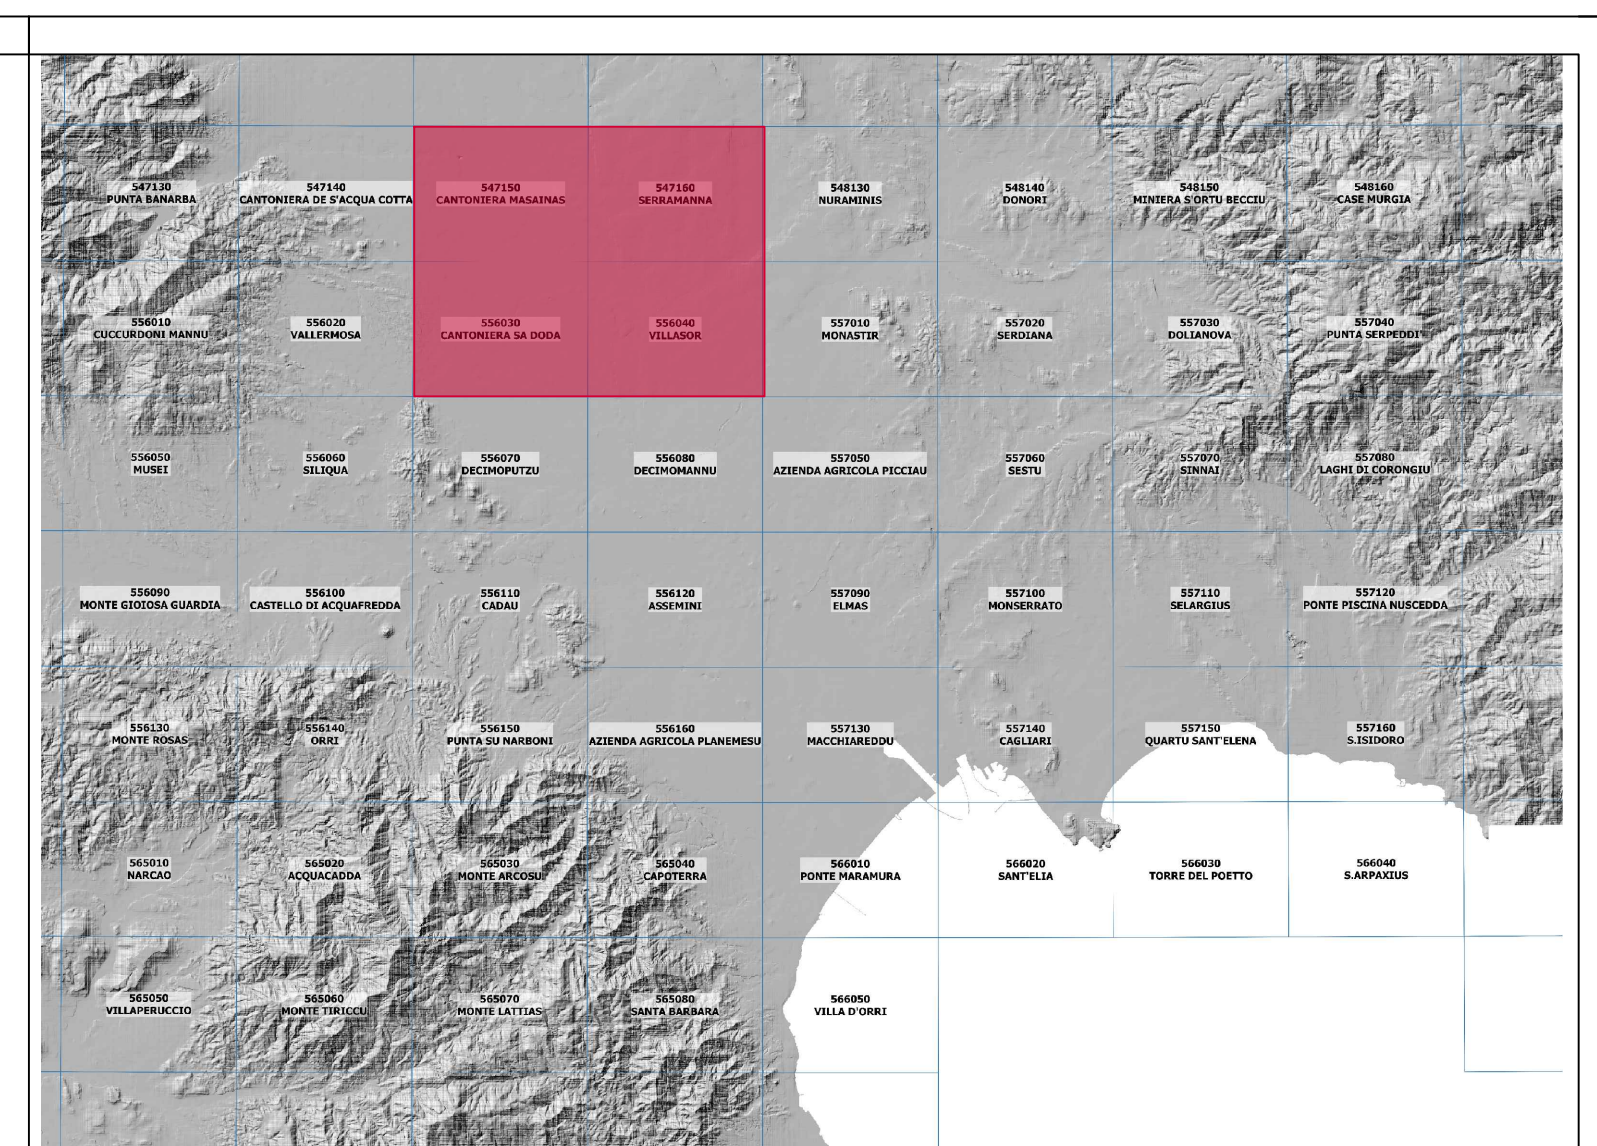 547130
PUNTA BANARBA
547140
CANTONIERA DE S'ACQUA COTTA
547150
CANTONIERA MASAINAS
547160
SERRAMANNA
548130
NURAMINIS
548140
DONORI
548150
MINIERA S'ORTU BECCIU
548160
CASE MURGIA
556010
CUCCURDONI MANNU
556020
VALLERMOSA
556030
CANTONIERA SA DODA
556040
VILLASOR
557010
MONASTIR
557020
SERDIANA
557030
DOLIANOVA
557040
PUNTA SERPEDDI'
556050
MUSEI
556060
SILIQUA
556070
DECIMOPUTZU
556080
DECIMOMANNU
557050
AZIENDA AGRICOLA PICCIAU
557060
SESTU
557070
SINNAI
557080
LAGHI DI CORONGIU
556090
MONTE GIOIOSA GUARDIA
556100
CASTELLO DI ACQUAFREDDA
556110
CADAU
556120
ASSEMINI
557090
ELMAS
557100
MONSERRATO
557110
SELARGIUS
557120
PONTE PISCINA NUSCEDDA
556130
MONTE ROSAS
556140
ORRI
556150
PUNTA SU NARBONI
556160
AZIENDA AGRICOLA PLANEMESU
557130
MACCHIAREDDU
557140
CAGLIARI
557150
QUARTU SANT'ELENA
557160
S.ISIDORO
565010
NARCAO
565020
ACQUACADDA
565030
MONTE ARCOSU
565040
CAPOTERRA
566010
PONTE MARAMURA
566020
SANT'ELIA
566030
TORRE DEL POETTO
566040
S.ARPAXIUS
565050
VILLAPERUCCIO
565060
MONTE TIRICCU
565070
MONTE LATTIAS
565080
SANTA BARBARA
566050
VILLA D'ORRI